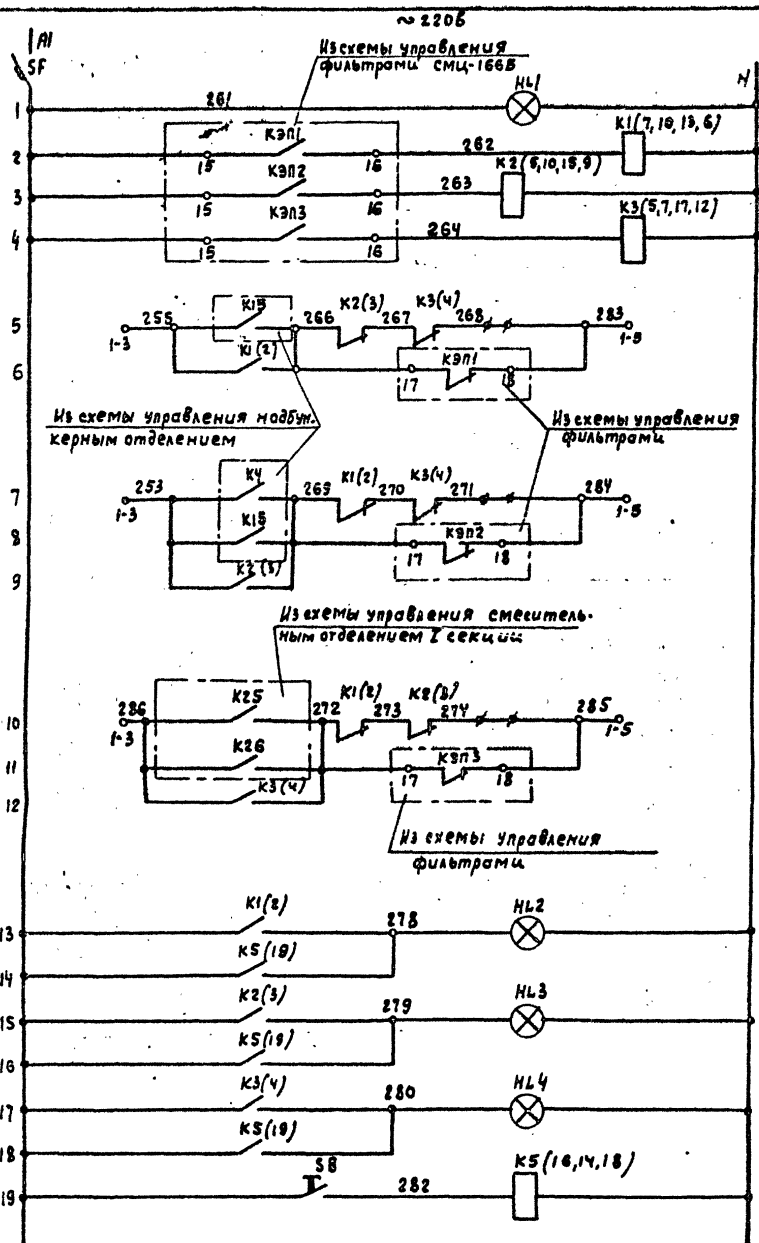 ~220в
А1
SF
Из схемы управления
фильтрами СМЦ-166Б
N
1
261
HL1
2
15
КЭП1
16
262
К1(7,10,13,6)
3
15
КЭП2
16
263
К2(5,10,15,9)
4
15
КЭП3
16
264
К3(5,7,17,12)
5
1-3
255
К15
266
К2(3)
267
К3(4)
268
283
1-5
6
К1(2)
17
КЭП1
18
Из схемы управления надбун-
керным отделением
Из схемы управления
фильтрами
7
1-3
253
К4
269
К1(2)
270
К3(4)
271
284
1-5
8
К15
17
КЭП2
18
9
К2(3)
Из схемы управления смеситель-
ным отделением I секции
10
1-3
286
К25
272
К1(2)
273
К2(3)
274
285
1-5
11
К26
17
КЭП3
18
12
К3(4)
Из схемы управления
фильтрами
13
К1(2)
278
HL2
14
К5(19)
15
К2(3)
279
HL3
16
К5(19)
17
К3(4)
280
HL4
18
К5(19)
19
SB
282
К5(16,14,18)